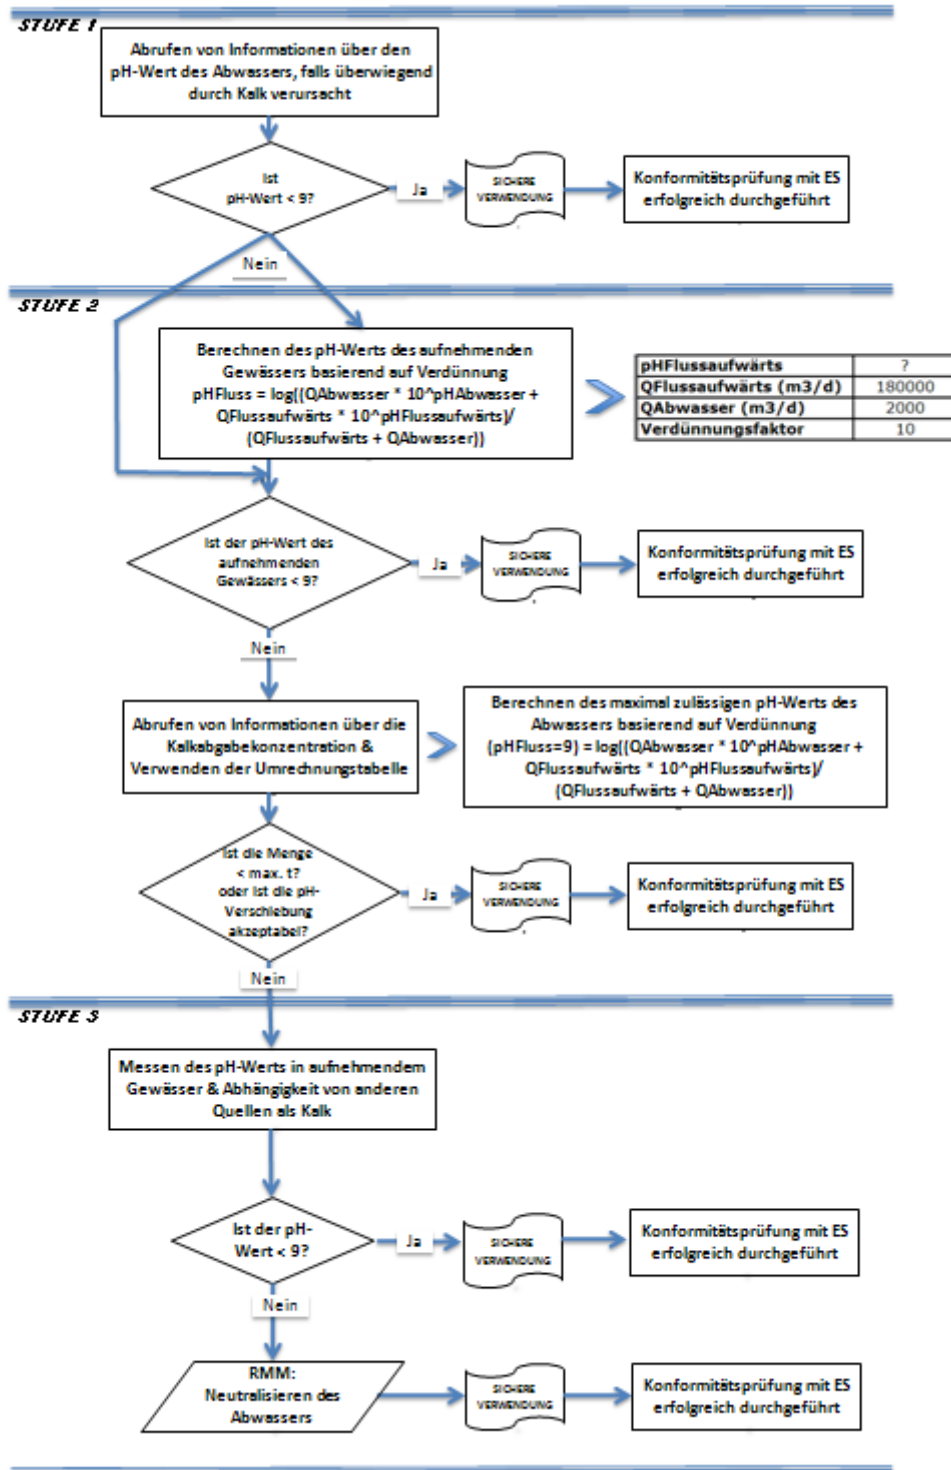 STUFE 1
Abrufen von Informationen über den
pH-Wert des Abwassers, falls überwiegend
durch Kalk verursacht
Ist
pH-Wert < 9?
Ja
SICHERE
VERWENDUNG
Konformitätsprüfung mit ES
erfolgreich durchgeführt
Nein
STUFE 2
Berechnen des pH-Werts des aufnehmenden
Gewässers basierend auf Verdünnung
pHFluss = log((QAbwasser * 10^pHAbwasser +
QFlussaufwärts * 10^pHFlussaufwärts)/
(QFlussaufwärts + QAbwasser))
pHFlussaufwärts ?
QFlussaufwärts (m3/d) 180000
QAbwasser (m3/d) 2000
Verdünnungsfaktor 10
Ist der pH-Wert des
aufnehmenden
Gewässers < 9?
Ja
SICHERE
VERWENDUNG
Konformitätsprüfung mit ES
erfolgreich durchgeführt
Nein
Abrufen von Informationen über die
Kalkabgabekonzentration &
Verwenden der Umrechnungstabelle
Berechnen des maximal zulässigen pH-Werts des
Abwassers basierend auf Verdünnung
(pHFluss=9) = log((QAbwasser * 10^pHAbwasser +
QFlussaufwärts * 10^pHFlussaufwärts)/
(QFlussaufwärts + QAbwasser))
Ist die Menge
< max. t?
oder ist die pH-
Verschiebung
akzeptabel?
Ja
SICHERE
VERWENDUNG
Konformitätsprüfung mit ES
erfolgreich durchgeführt
Nein
STUFE 3
Messen des pH-Werts in aufnehmendem
Gewässer & Abhängigkeit von anderen
Quellen als Kalk
Ist der pH-
Wert < 9?
Ja
SICHERE
VERWENDUNG
Konformitätsprüfung mit ES
erfolgreich durchgeführt
Nein
RMM:
Neutralisieren des
Abwassers
SICHERE
VERWENDUNG
Konformitätsprüfung mit ES
erfolgreich durchgeführt